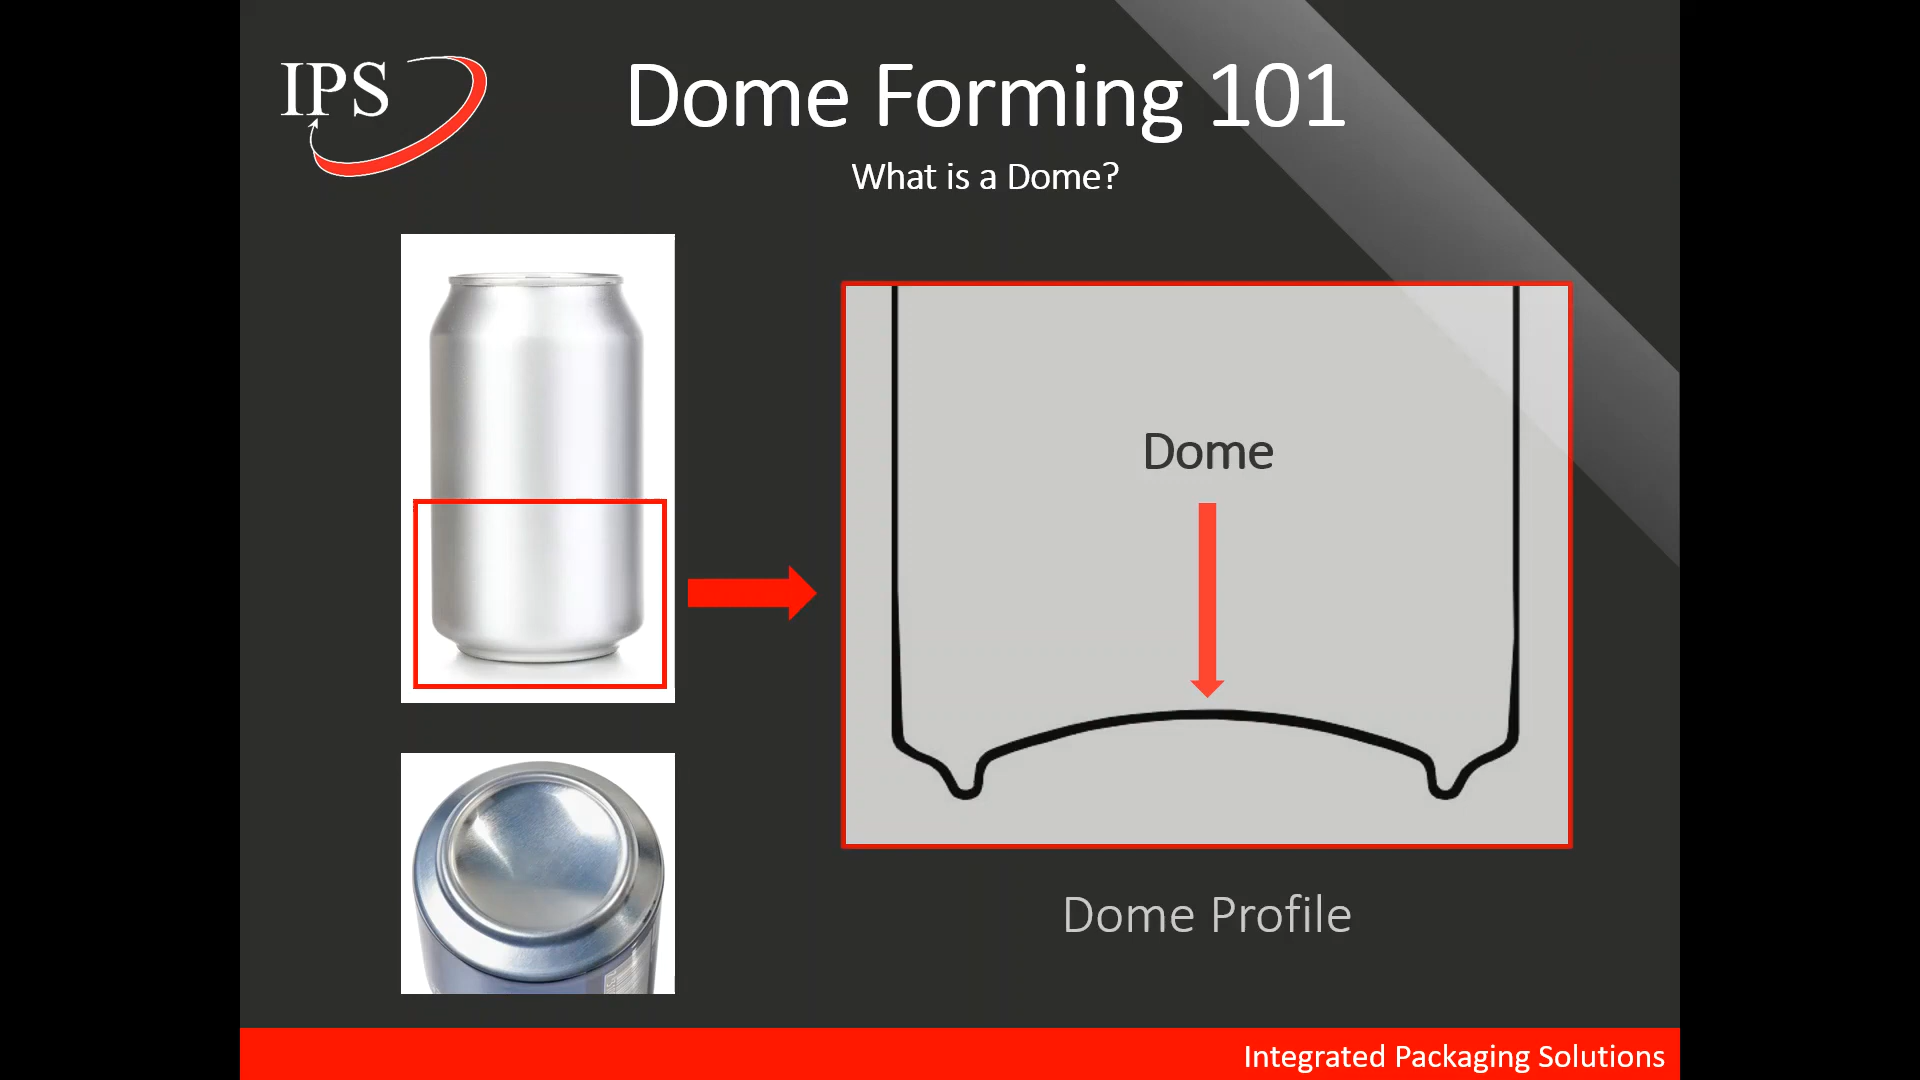 IPS
Dome Forming 101
What is a Dome?
Dome
Dome Profile
Integrated Packaging Solutions